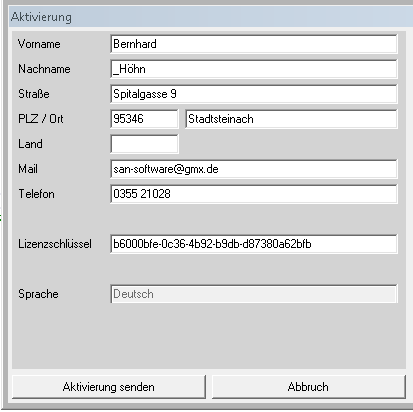 Aktivierung
Vorname Bernhard
Nachname _Höhn
Straße Spitalgasse 9
PLZ / Ort 95346 Stadtsteinach
Land
Mail san-software@gmx.de
Telefon 0355 21028
Lizenzschlüssel b6000bfe-0c36-4b92-b9db-d87380a62bfb
Sprache Deutsch
Aktivierung senden Abbruch